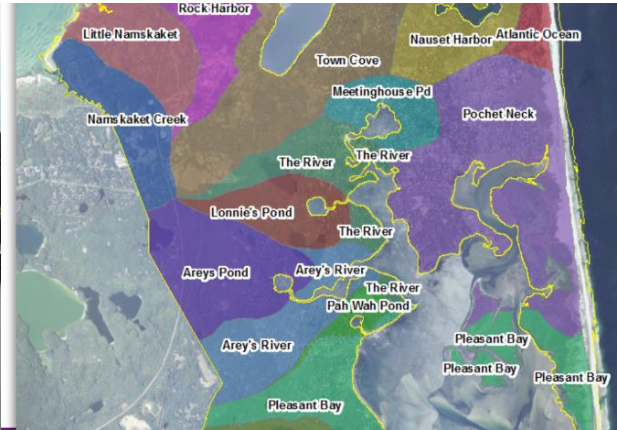 Rock Harbor
Little Namskaket
Nauset Harbor
Atlantic Ocean
Town Cove
Meetinghouse Pd
Pochet Neck
Namskaket Creek
The River
The River
Lonnie's Pond
The River
Areys Pond
Arey's River
The River
Pah Wah Pond
Arey's River
Pleasant Bay
Pleasant Bay
Pleasant Bay
Pleasant Bay